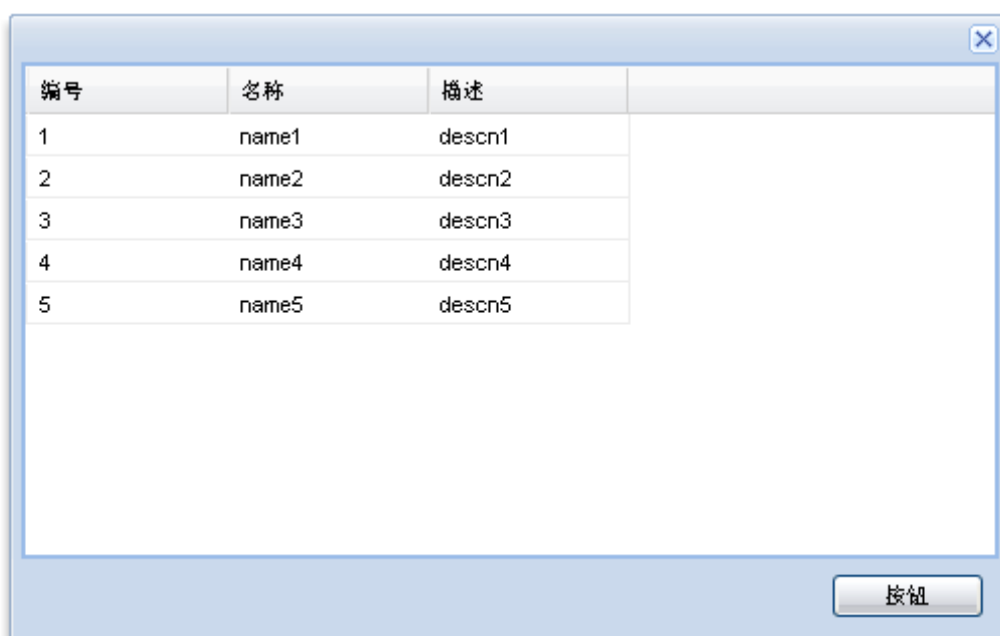 编号 名称 描述
1 name1 descn1
2 name2 descn2
3 name3 descn3
4 name4 descn4
5 name5 descn5
按钮